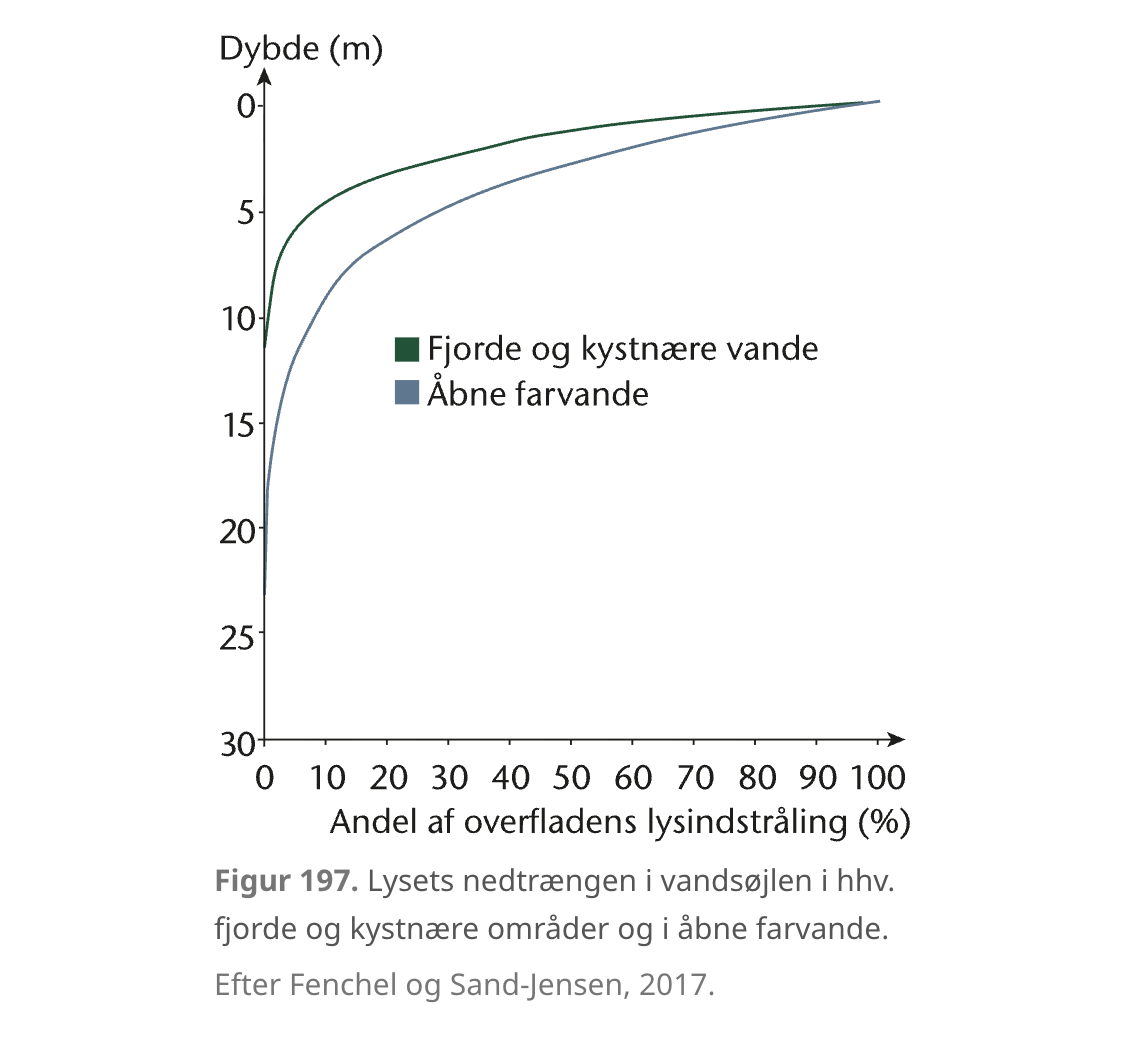 Dybde (m)
0
5
10
15
20
25
30
Fjorde og kystnære vande
Åbne farvande
0 10 20 30 40 50 60 70 80 90 100
Andel af overfladens lysindstråling (%)
Figur 197. Lysets nedtrængen i vandsøjlen i hhv.
fjorde og kystnære områder og i åbne farvande.
Efter Fenchel og Sand-Jensen, 2017.